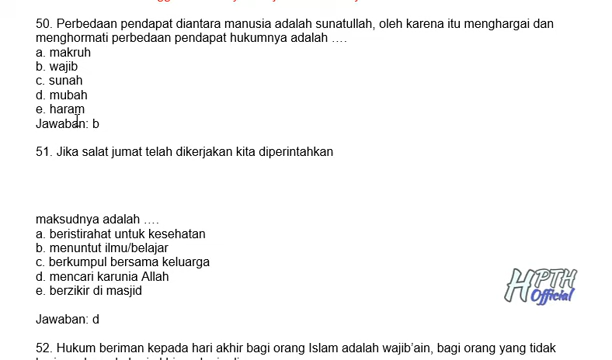 50. Perbedaan pendapat diantara manusia adalah sunatullah, oleh karena itu menghargai dan
menghormati perbedaan pendapat hukumnya adalah ….
a. makruh
b. wajib
c. sunah
d. mubah
e. haram
Jawaban: b
51. Jika salat jumat telah dikerjakan kita diperintahkan
maksudnya adalah ….
a. beristirahat untuk kesehatan
b. menuntut ilmu/belajar
c. berkumpul bersama keluarga
d. mencari karunia Allah
e. berzikir di masjid
HPTH
Official
Jawaban: d
52. Hukum beriman kepada hari akhir bagi orang Islam adalah wajib’ain, bagi orang yang tidak